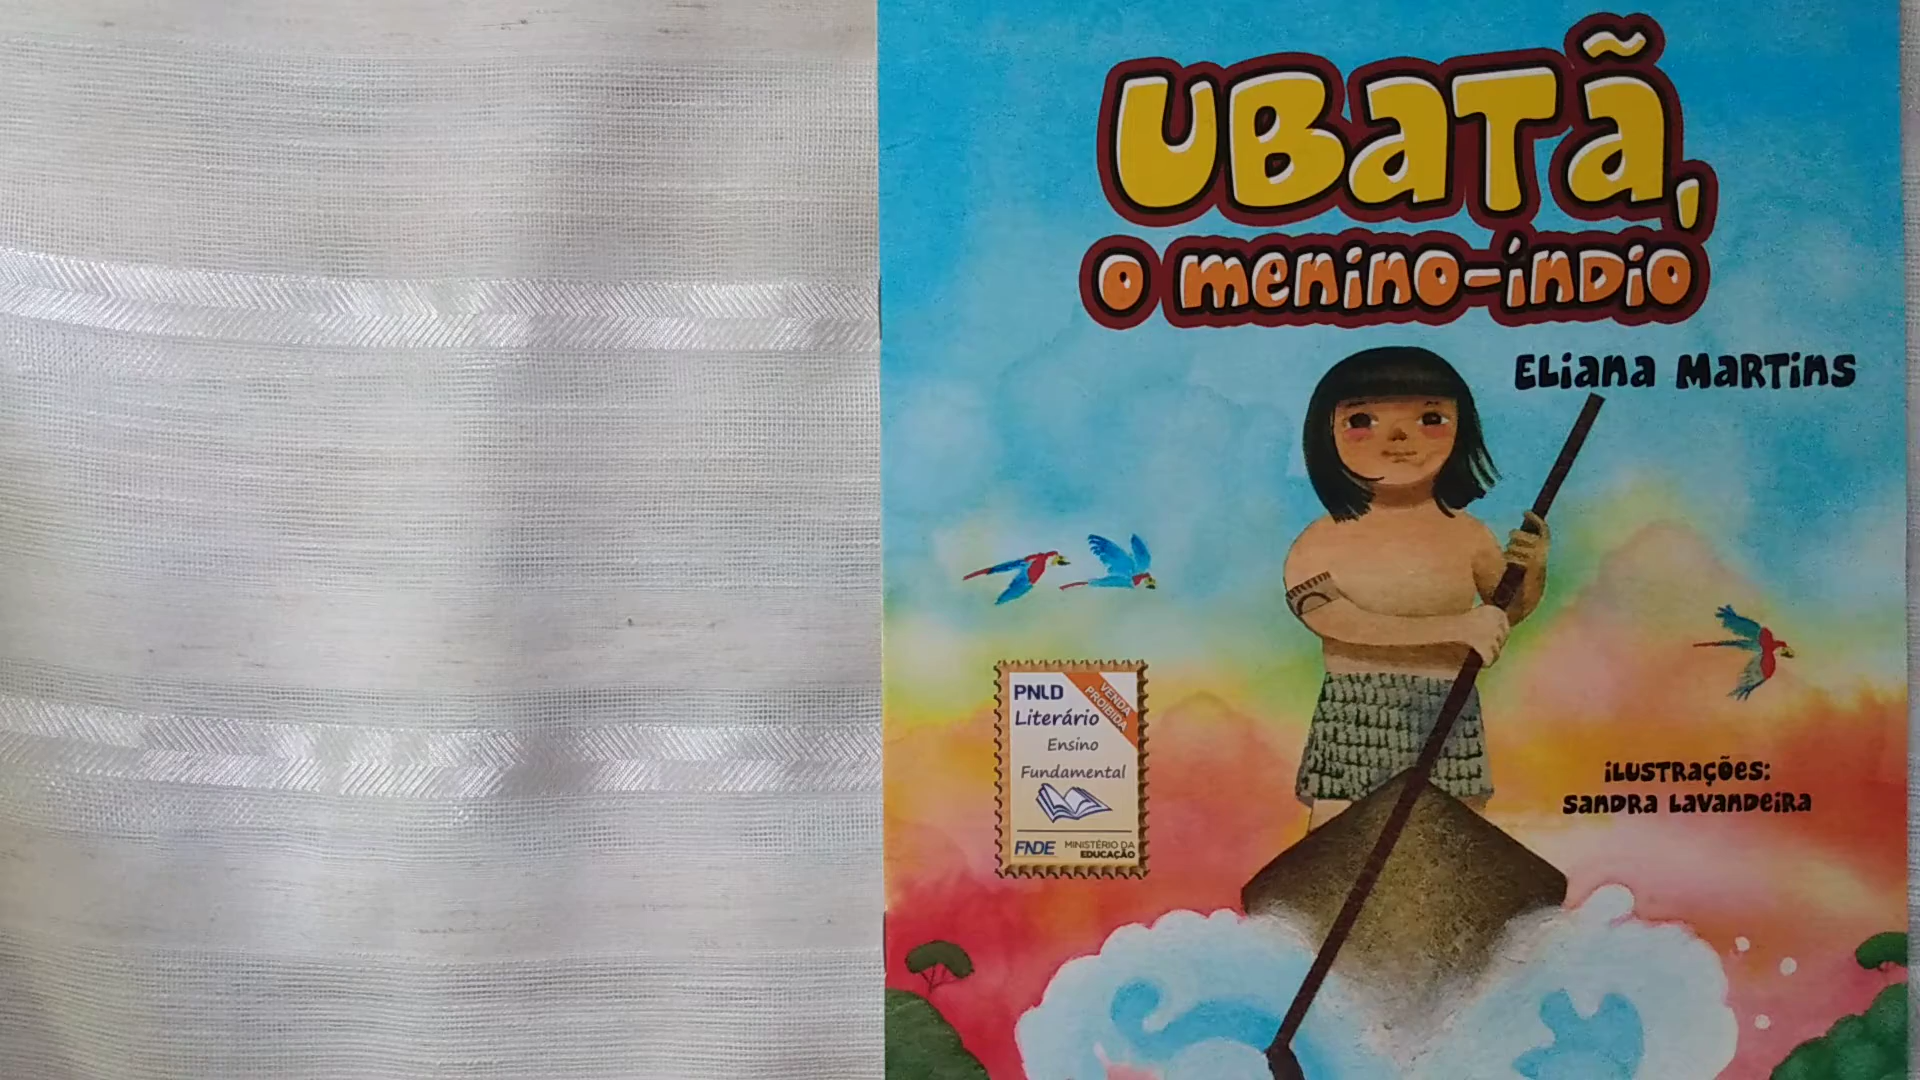 UBATÃ,
O MENINO-ÍNDIO
ELIANA MARTINS
PNLD
VENDA
PROIBIDA
Literário
Ensino
Fundamental
FNDE MINISTÉRIO DA
EDUCAÇÃO
ILUSTRAÇÕES:
SANDRA LAVANDEIRA